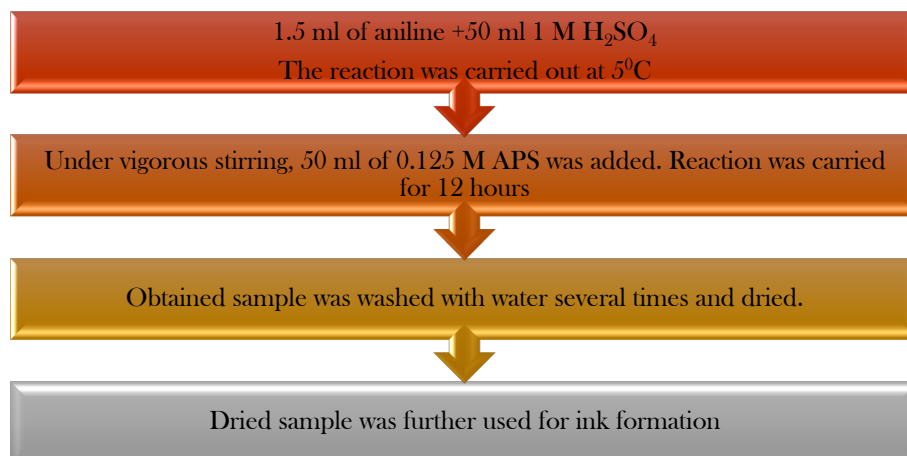 1.5 ml of aniline +50 ml 1 M H₂SO₄
The reaction was carried out at 5⁰C
Under vigorous stirring, 50 ml of 0.125 M APS was added. Reaction was carried
for 12 hours
Obtained sample was washed with water several times and dried.
Dried sample was further used for ink formation